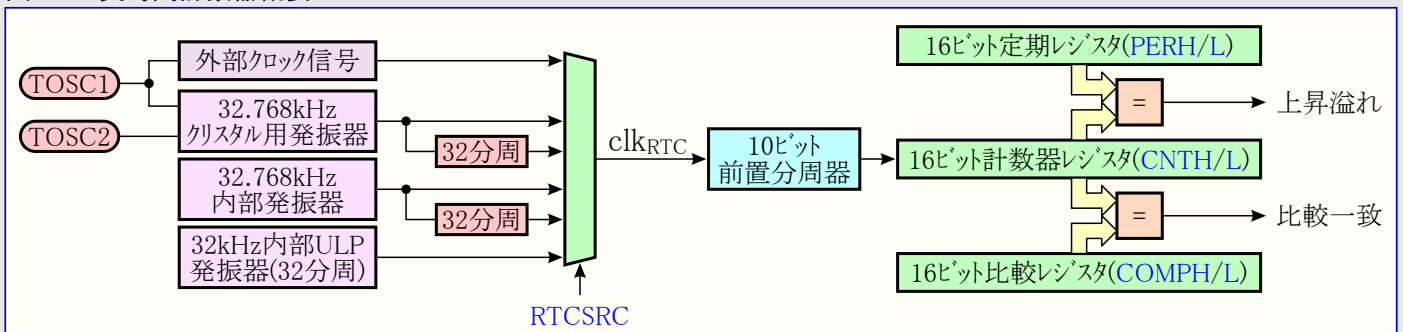 TOSC1
TOSC2
外部クロック信号
32.768kHz
クリスタル用発振器
32分周
32.768kHz
内部発振器
32分周
32kHz内部ULP
発振器(32分周)
RTCSRC
clkRTC
10ビット
前置分周器
16ビット定期レジスタ(PERH/L)
=
上昇溢れ
16ビット計数器レジスタ(CNTH/L)
=
比較一致
16ビット比較レジスタ(COMPH/L)